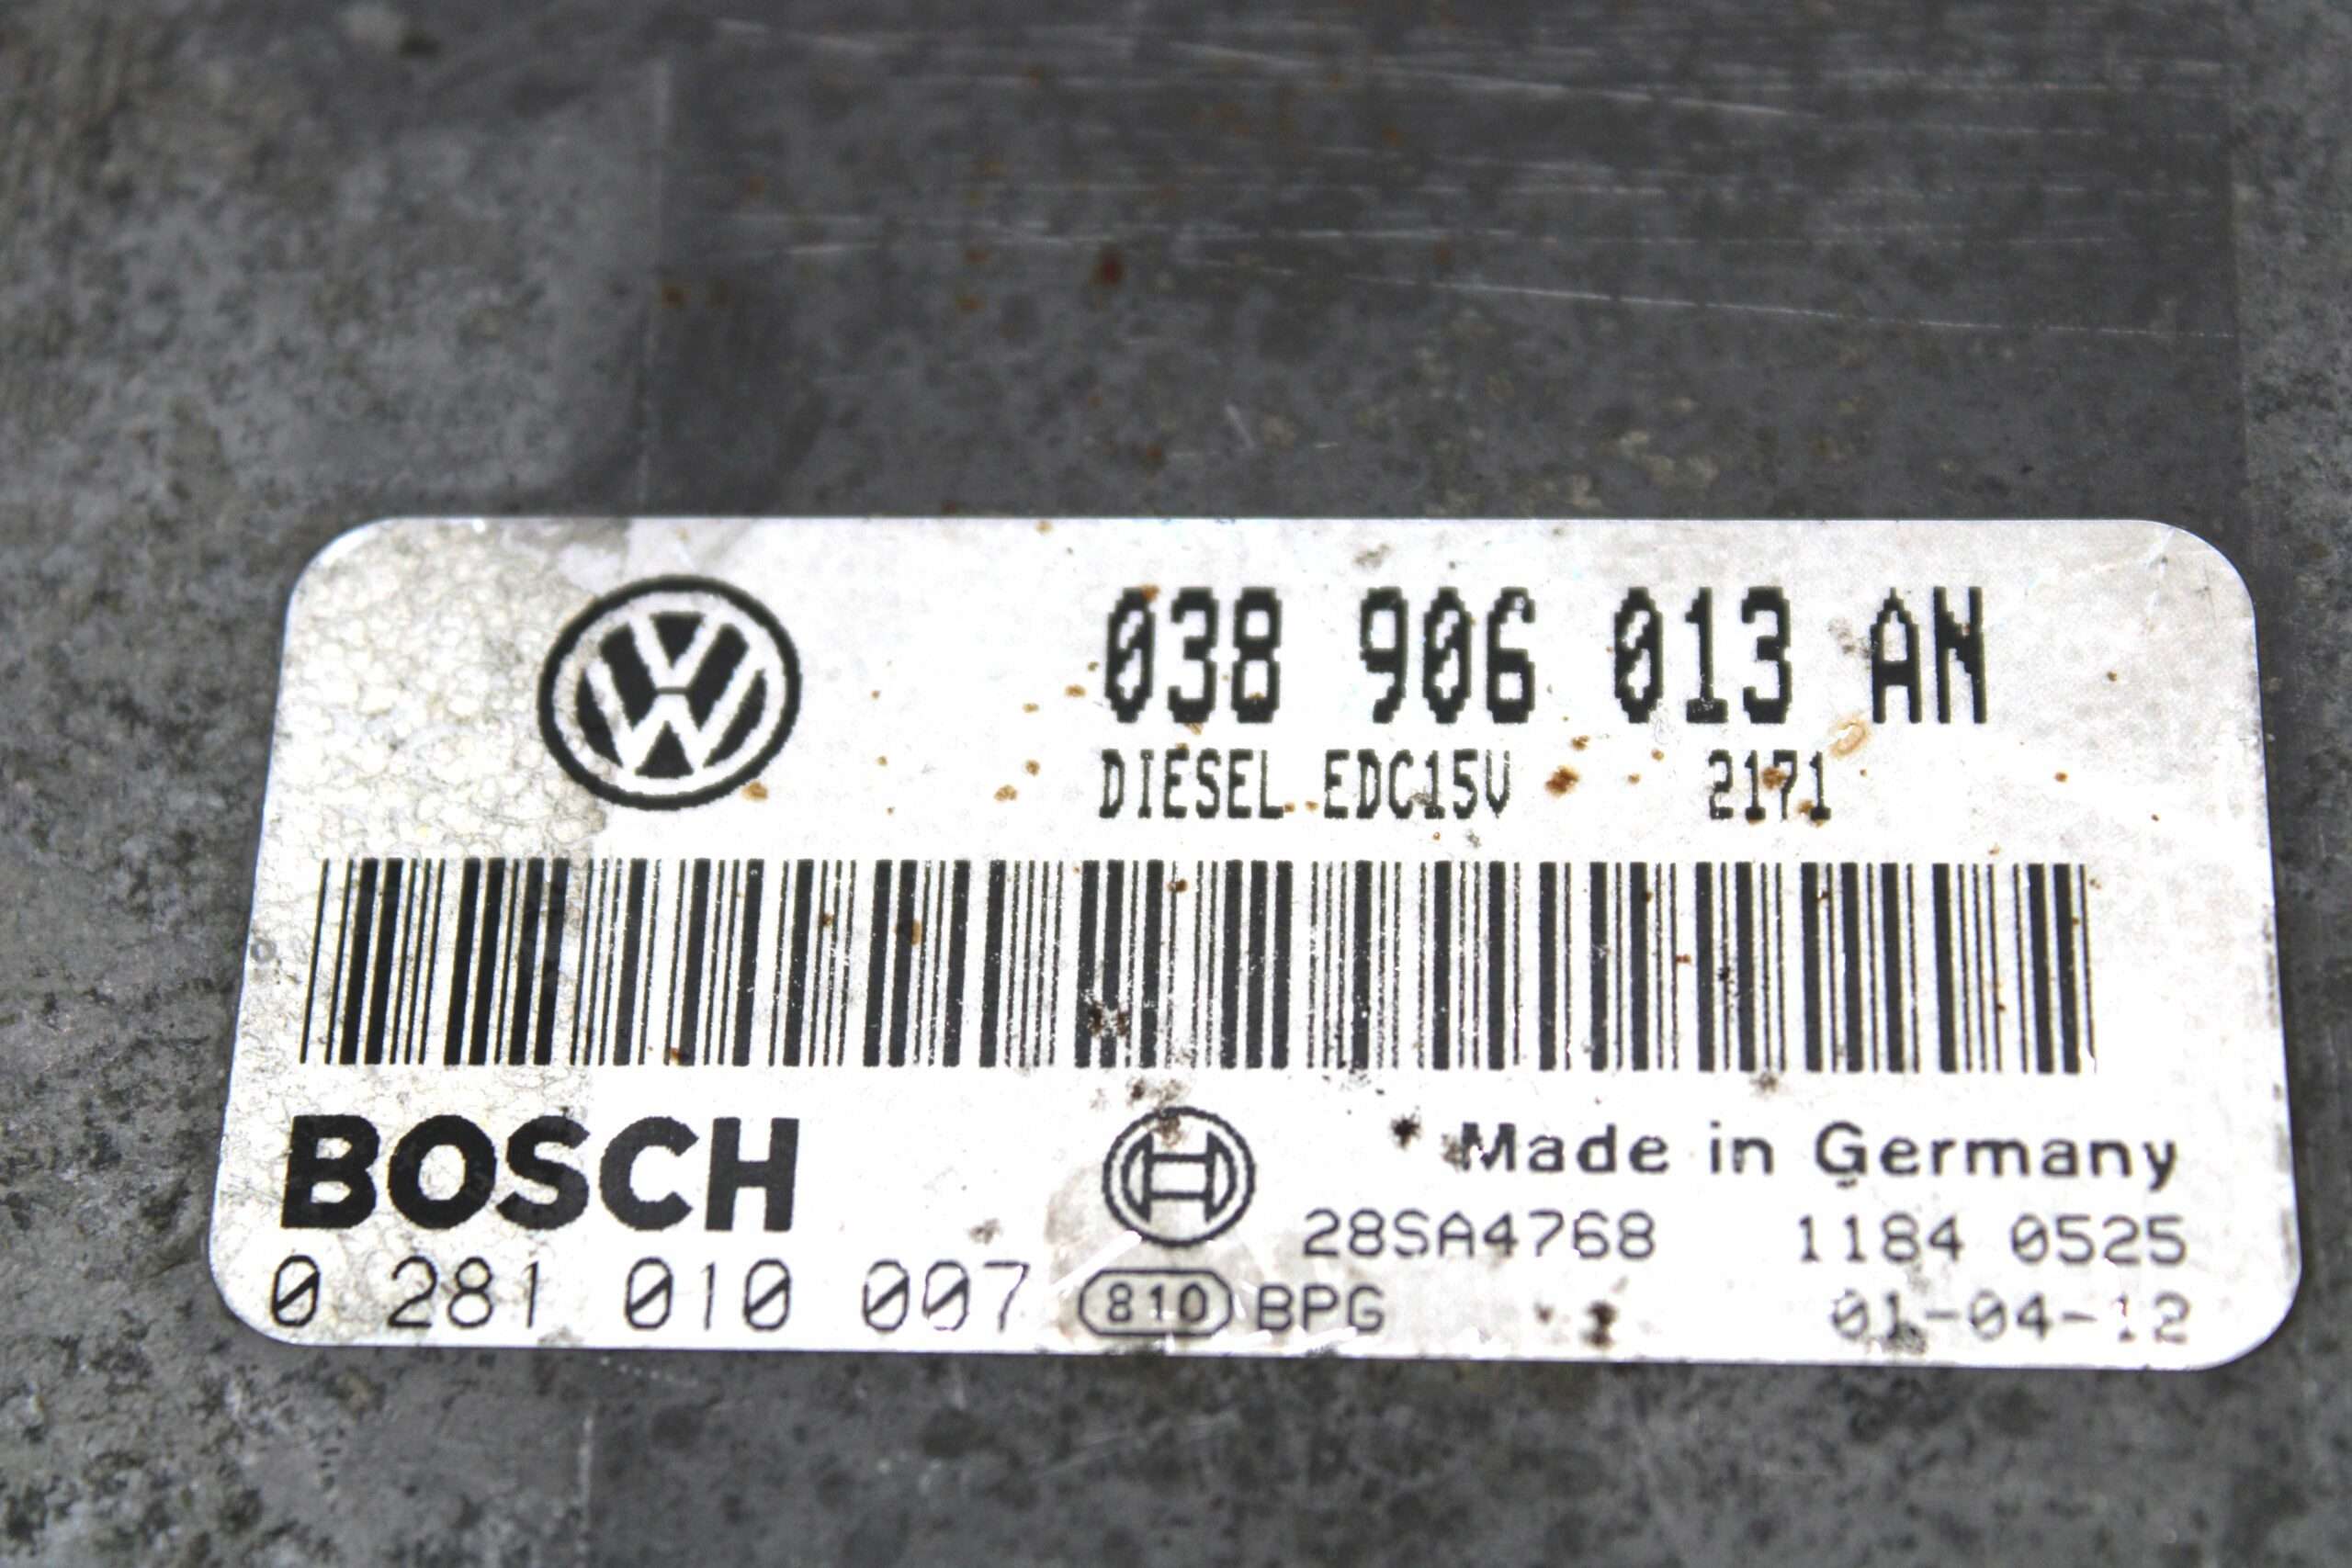 038 906 013 AN
DIESEL EDC15V 2171
BOSCH
Made in Germany
28SA4768 1184 0525
0 281 010 007 810 BPG 01-04-12